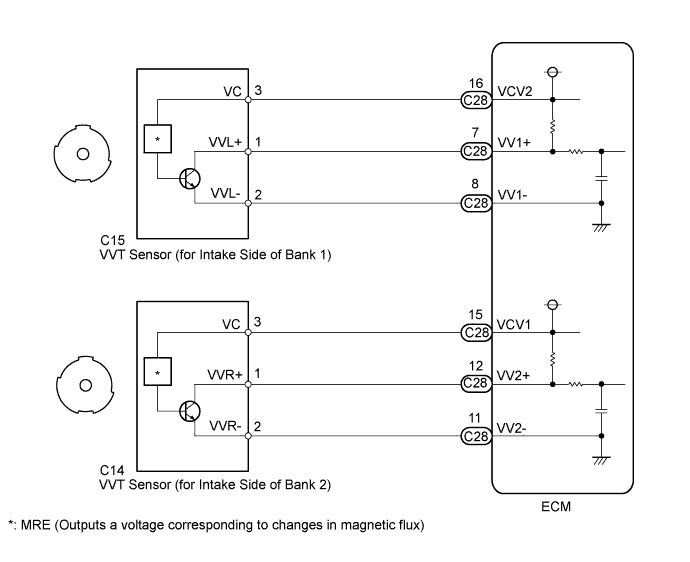 16
VC 3 C28 VCV2
7
* VVL+ 1 C28 VV1+
8
VVL- 2 C28 VV1-
C15
VVT Sensor (for Intake Side of Bank 1)
15
VC 3 C28 VCV1
12
* VVR+ 1 C28 VV2+
11
VVR- 2 C28 VV2-
C14
VVT Sensor (for Intake Side of Bank 2)
ECM
*: MRE (Outputs a voltage corresponding to changes in magnetic flux)